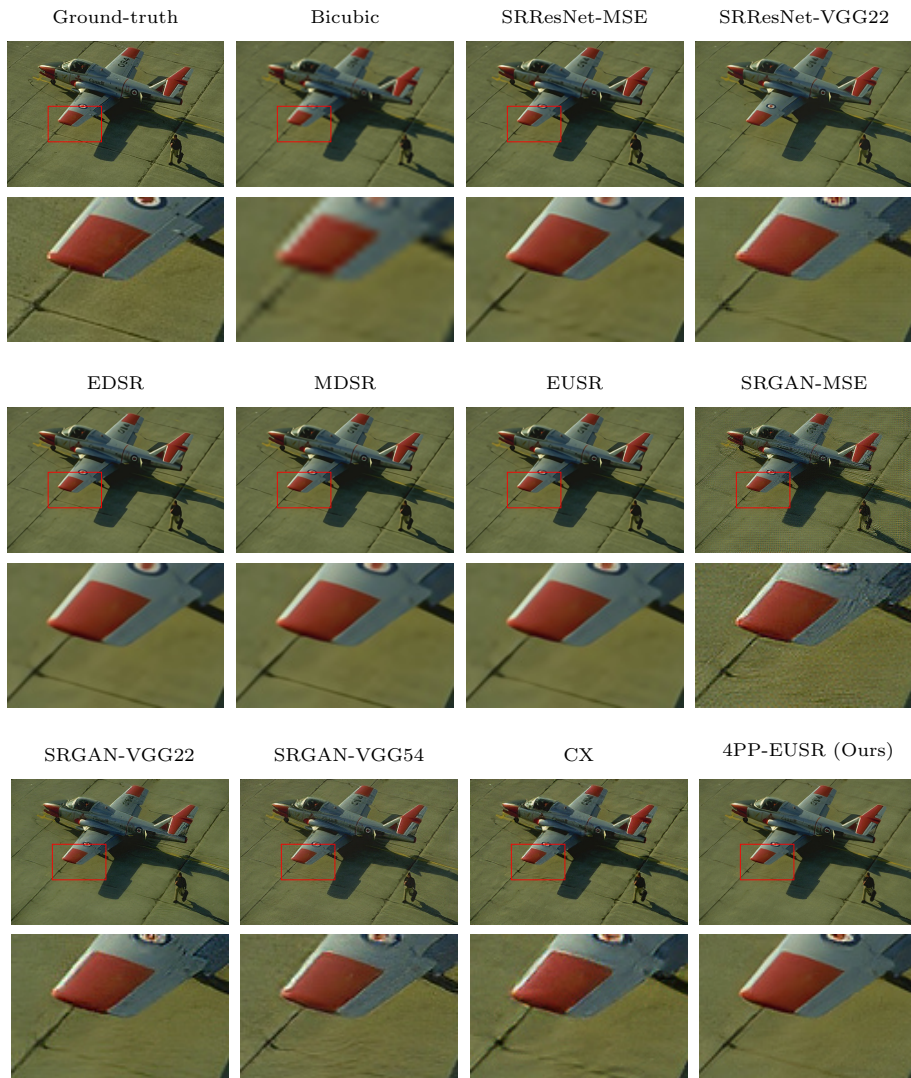 Ground-truth
Bicubic
SRResNet-MSE
SRResNet-VGG22
EDSR
MDSR
EUSR
SRGAN-MSE
SRGAN-VGG22
SRGAN-VGG54
CX
4PP-EUSR (Ours)